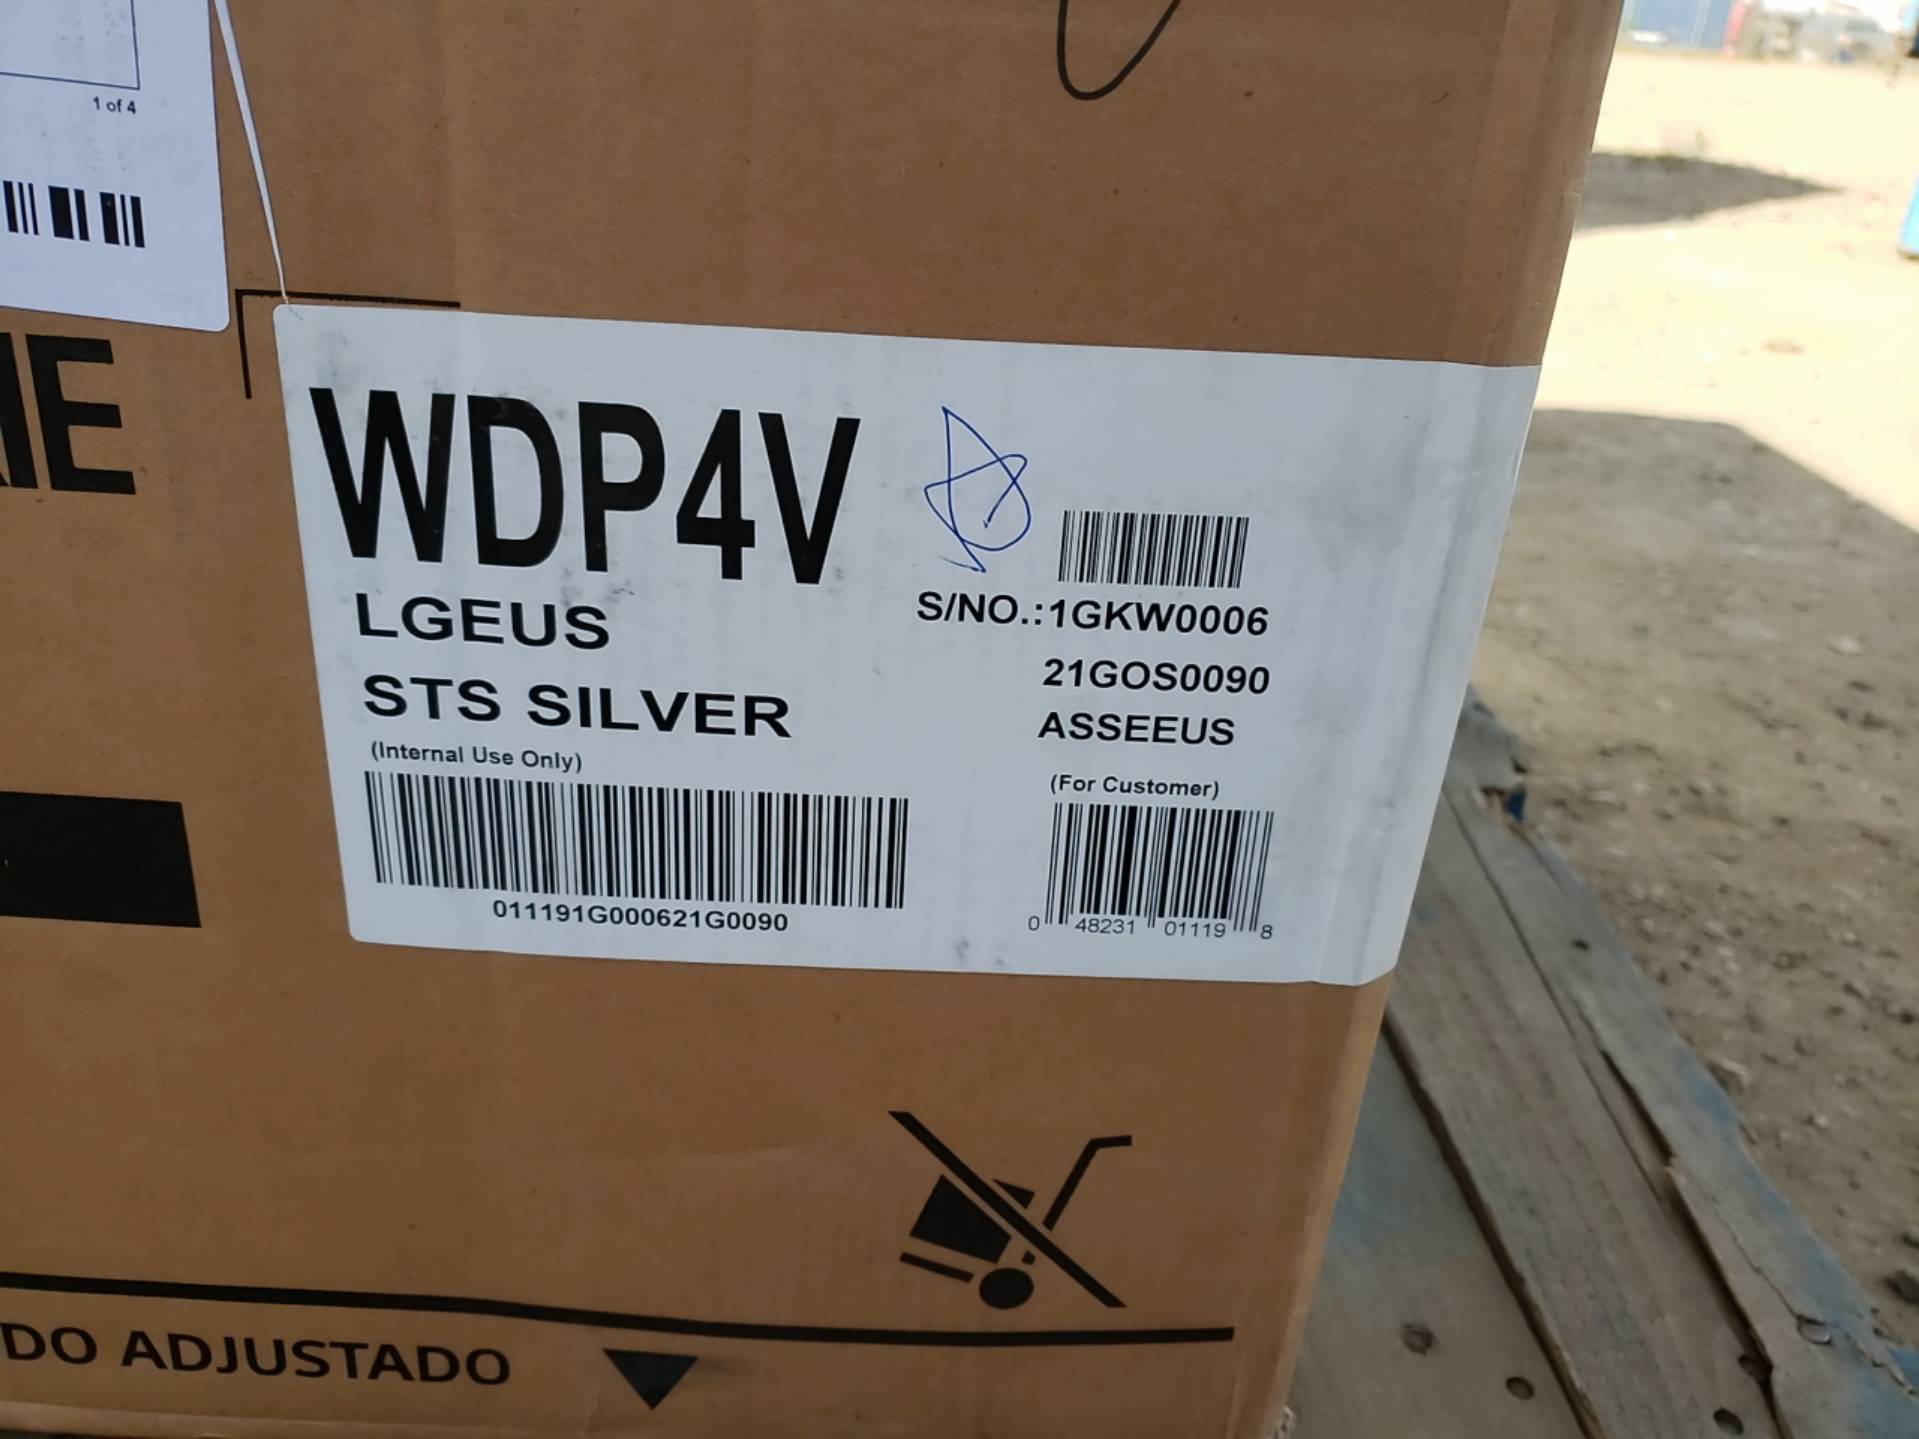 1 of 4
WDP4V
LGEUS
STS SILVER
(Internal Use Only)
011191G000621G0090
S/NO.:1GKW0006
21GOS0090
ASSEEUS
(For Customer)
0 48231 01119 8
DO ADJUSTADO